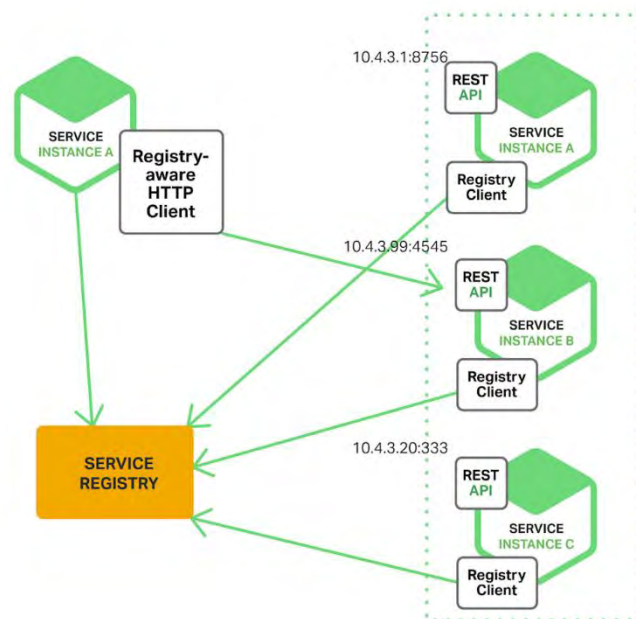 10.4.3.1:8756
REST
API
SERVICE
INSTANCE A
Registry
Client
SERVICE
INSTANCE A
Registry-
aware
HTTP
Client
10.4.3.99:4545
REST
API
SERVICE
INSTANCE B
Registry
Client
SERVICE
REGISTRY
10.4.3.20:333
REST
API
SERVICE
INSTANCE C
Registry
Client